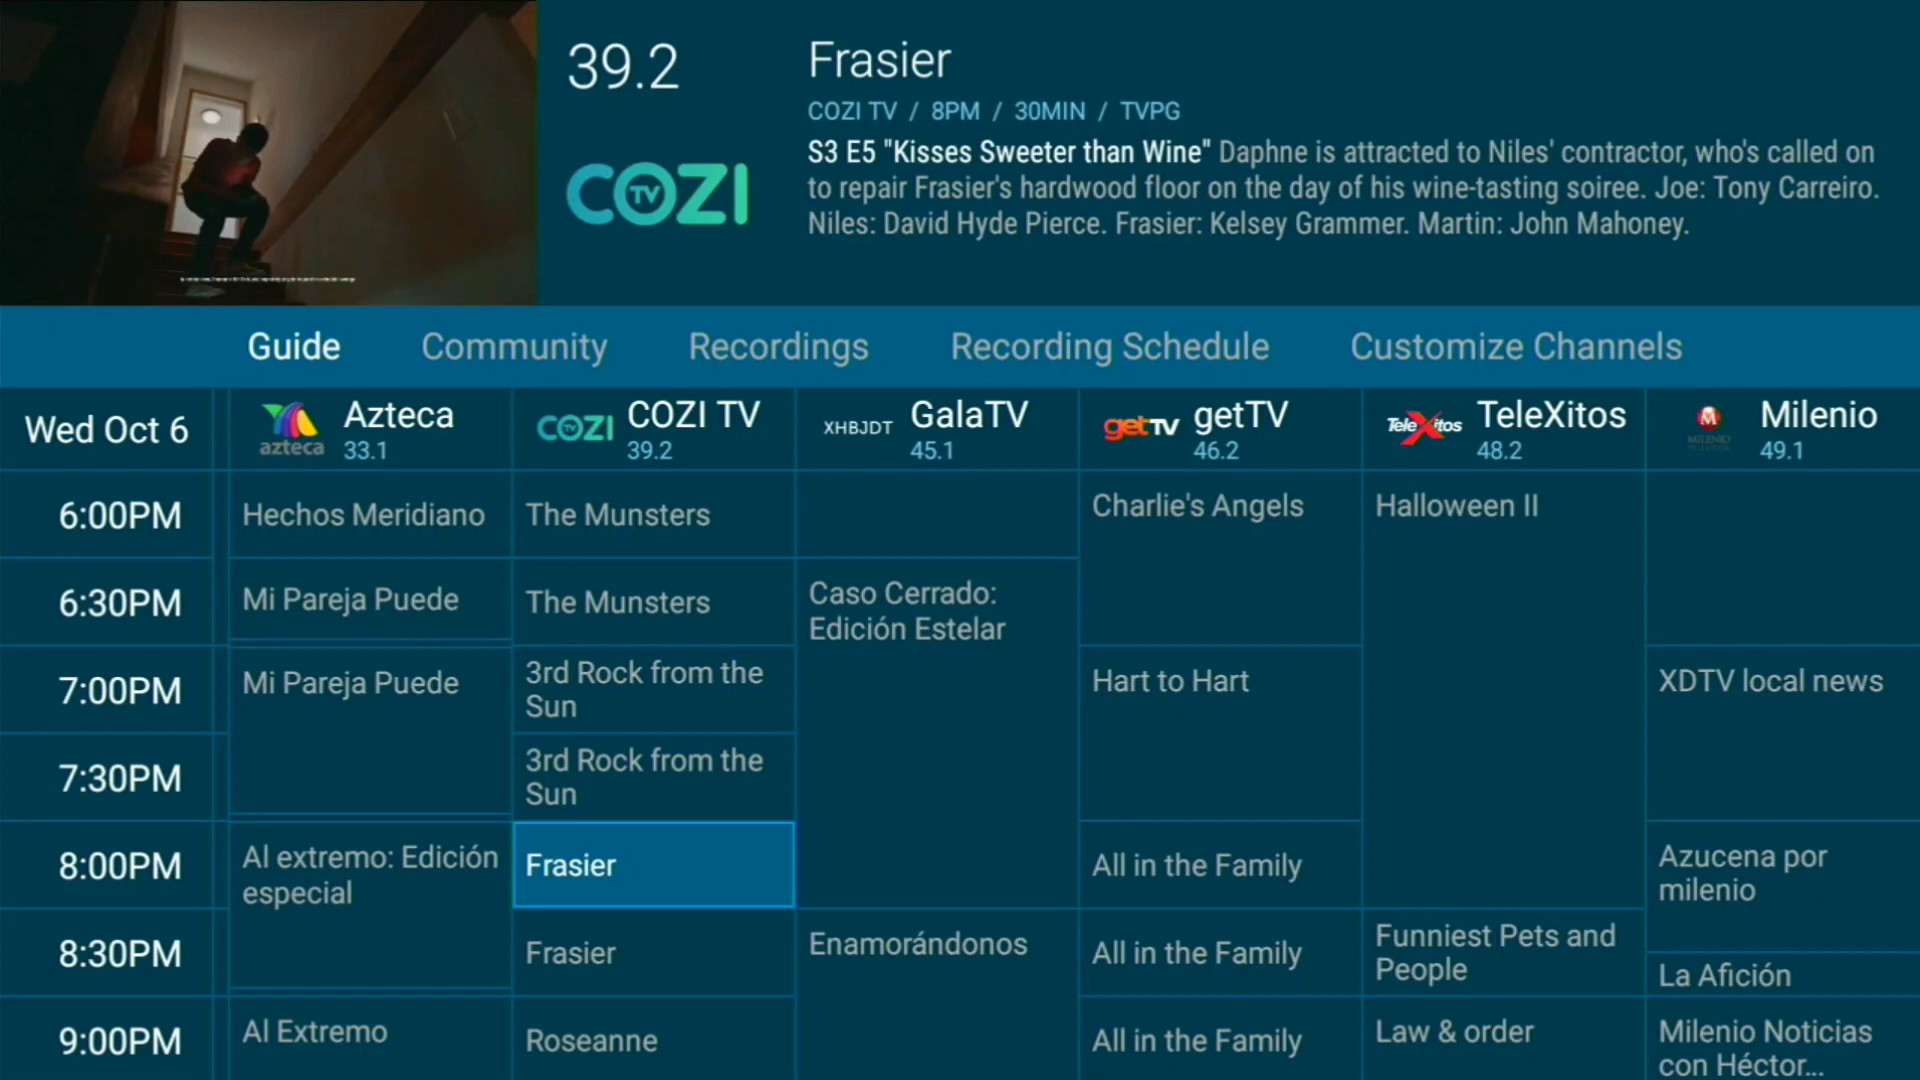 39.2
COZI TV
Frasier
COZI TV / 8PM / 30MIN / TVPG
S3 E5 "Kisses Sweeter than Wine" Daphne is attracted to Niles' contractor, who's called on
to repair Frasier's hardwood floor on the day of his wine-tasting soiree. Joe: Tony Carreiro.
Niles: David Hyde Pierce. Frasier: Kelsey Grammer. Martin: John Mahoney.
Guide Community Recordings Recording Schedule Customize Channels
Wed Oct 6
azteca
Azteca
33.1
COZI TV
COZI TV
39.2
XHBJDT
GalaTV
45.1
getTV
getTV
46.2
TeleXitos
TeleXitos
48.2
M
MILENIO
Milenio
49.1
6:00PM
Hechos Meridiano
The Munsters
Charlie's Angels
Halloween II
6:30PM
Mi Pareja Puede
The Munsters
Caso Cerrado:
Edición Estelar
7:00PM
Mi Pareja Puede
3rd Rock from the
Sun
Hart to Hart
XDTV local news
7:30PM
3rd Rock from the
Sun
8:00PM
Al extremo: Edición
especial
Frasier
All in the Family
Azucena por
milenio
8:30PM
Frasier
Enamorándonos
All in the Family
Funniest Pets and
People
La Afición
9:00PM
Al Extremo
Roseanne
All in the Family
Law & order
Milenio Noticias
con Héctor...